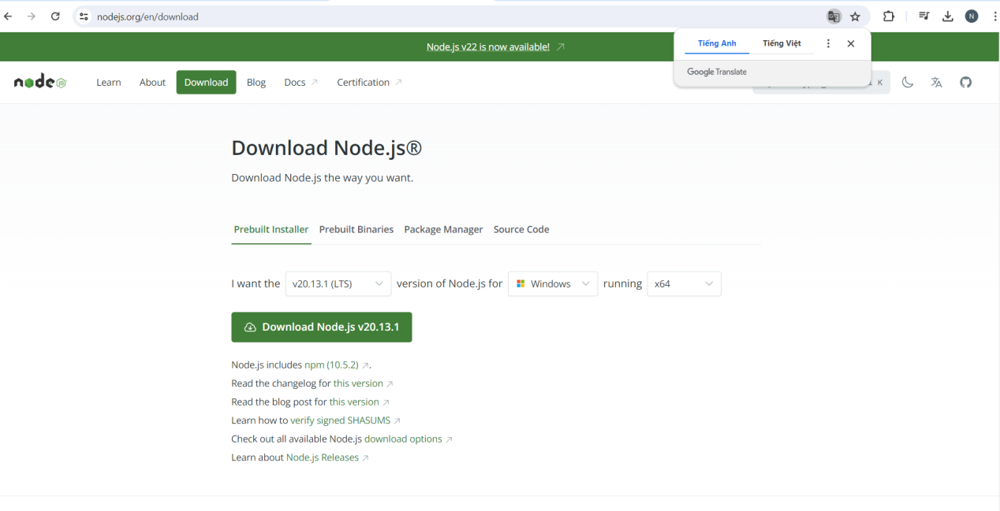 nodejs.org/en/download
Node.js v22 is now available!
Tiếng Anh Tiếng Việt
Google Translate
node JS
Learn About Download Blog Docs Certification
K
N
Download Node.js®
Download Node.js the way you want.
Prebuilt Installer Prebuilt Binaries Package Manager Source Code
I want the v20.13.1 (LTS) version of Node.js for Windows running x64
Download Node.js v20.13.1
Node.js includes npm (10.5.2).
Read the changelog for this version
Read the blog post for this version
Learn how to verify signed SHASUMS
Check out all available Node.js download options
Learn about Node.js Releases